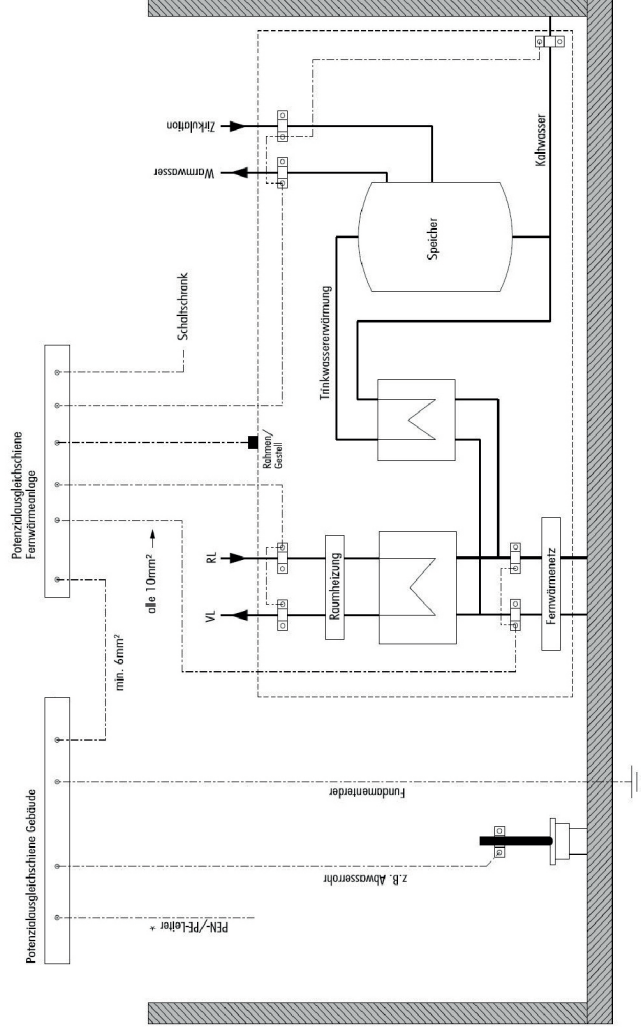 Potenzialausgleichschiene Gebäude
Potenzialausgleichschiene
Fernwärmeanlage
min. 6mm²
alle 10mm²
Schaltschrank
PEN-/PE-Leiter *
z.B. Abwasserrohr
Fundamenterder
VL
RL
Rahmen/
Gestell
Warmwasser
Zirkulation
Raumheizung
Trinkwassererwärmung
Speicher
Kaltwasser
Fernwärmenetz